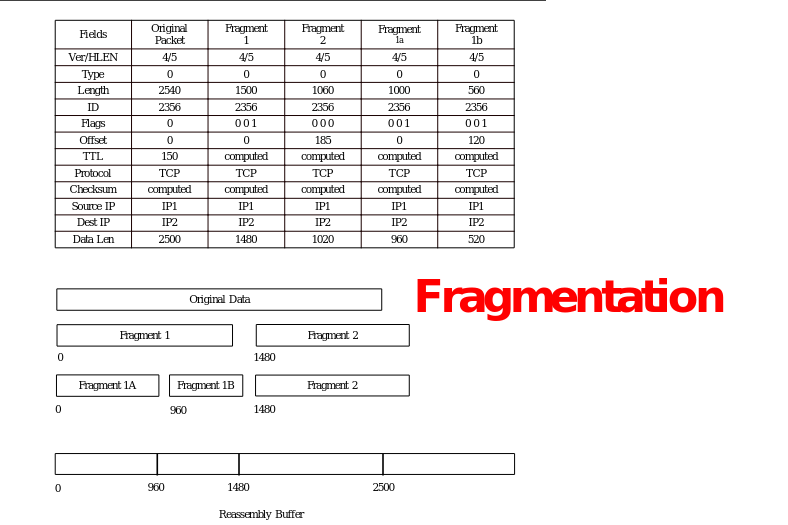 Fields Original Packet Fragment 1 Fragment 2 Fragment 1a Fragment 1b
Ver/HLEN 4/5 4/5 4/5 4/5 4/5
Type 0 0 0 0 0
Length 2540 1500 1060 1000 560
ID 2356 2356 2356 2356 2356
Flags 0 0 0 1 0 0 0 0 0 1 0 0 1
Offset 0 0 185 0 120
TTL 150 computed computed computed computed
Protocol TCP TCP TCP TCP TCP
Checksum computed computed computed computed computed
Source IP IP1 IP1 IP1 IP1 IP1
Dest IP IP2 IP2 IP2 IP2 IP2
Data Len 2500 1480 1020 960 520
Fragmentation
Original Data
Fragment 1 Fragment 2
0 1480
Fragment 1A Fragment 1B Fragment 2
0 960 1480
0 960 1480 2500
Reassembly Buffer